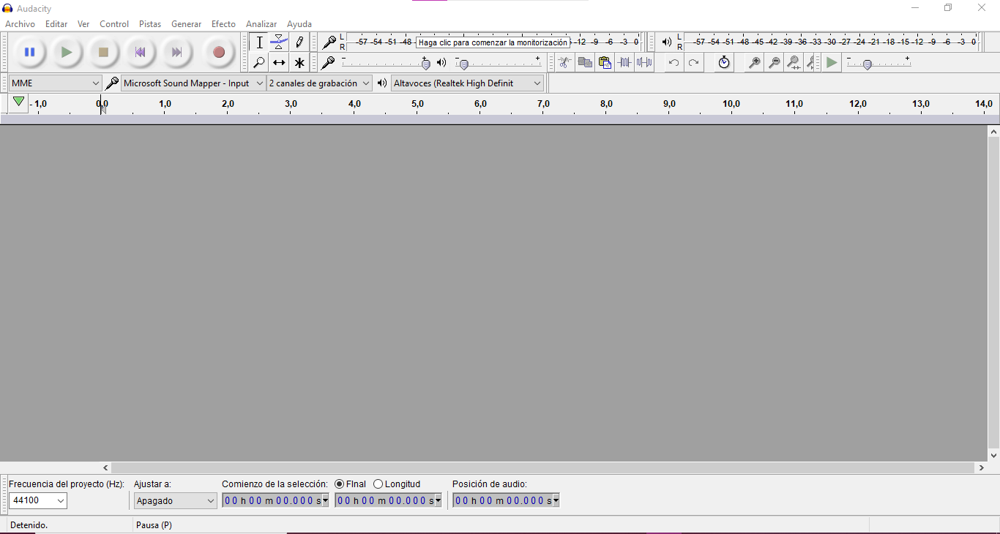 Audacity
Archivo Editar Ver Control Pistas Generar Efecto Analizar Ayuda
L
R
-57 -54 -51 -48 Haga clic para comenzar la monitorización -12 -9 -6 -3 0
L
R
-57 -54 -51 -48 -45 -42 -39 -36 -33 -30 -27 -24 -21 -18 -15 -12 -9 -6 -3 0
- + - + - +
MME Microsoft Sound Mapper - Input 2 canales de grabación Altavoces (Realtek High Definit
- 1,0 0,0 1,0 2,0 3,0 4,0 5,0 6,0 7,0 8,0 9,0 10,0 11,0 12,0 13,0 14,0
Frecuencia del proyecto (Hz): Ajustar a: Comienzo de la selección: FInal Longitud Posición de audio:
44100 Apagado 00 h 00 m 00.000 s 00 h 00 m 00.000 s 00 h 00 m 00.000 s
Detenido. Pausa (P)